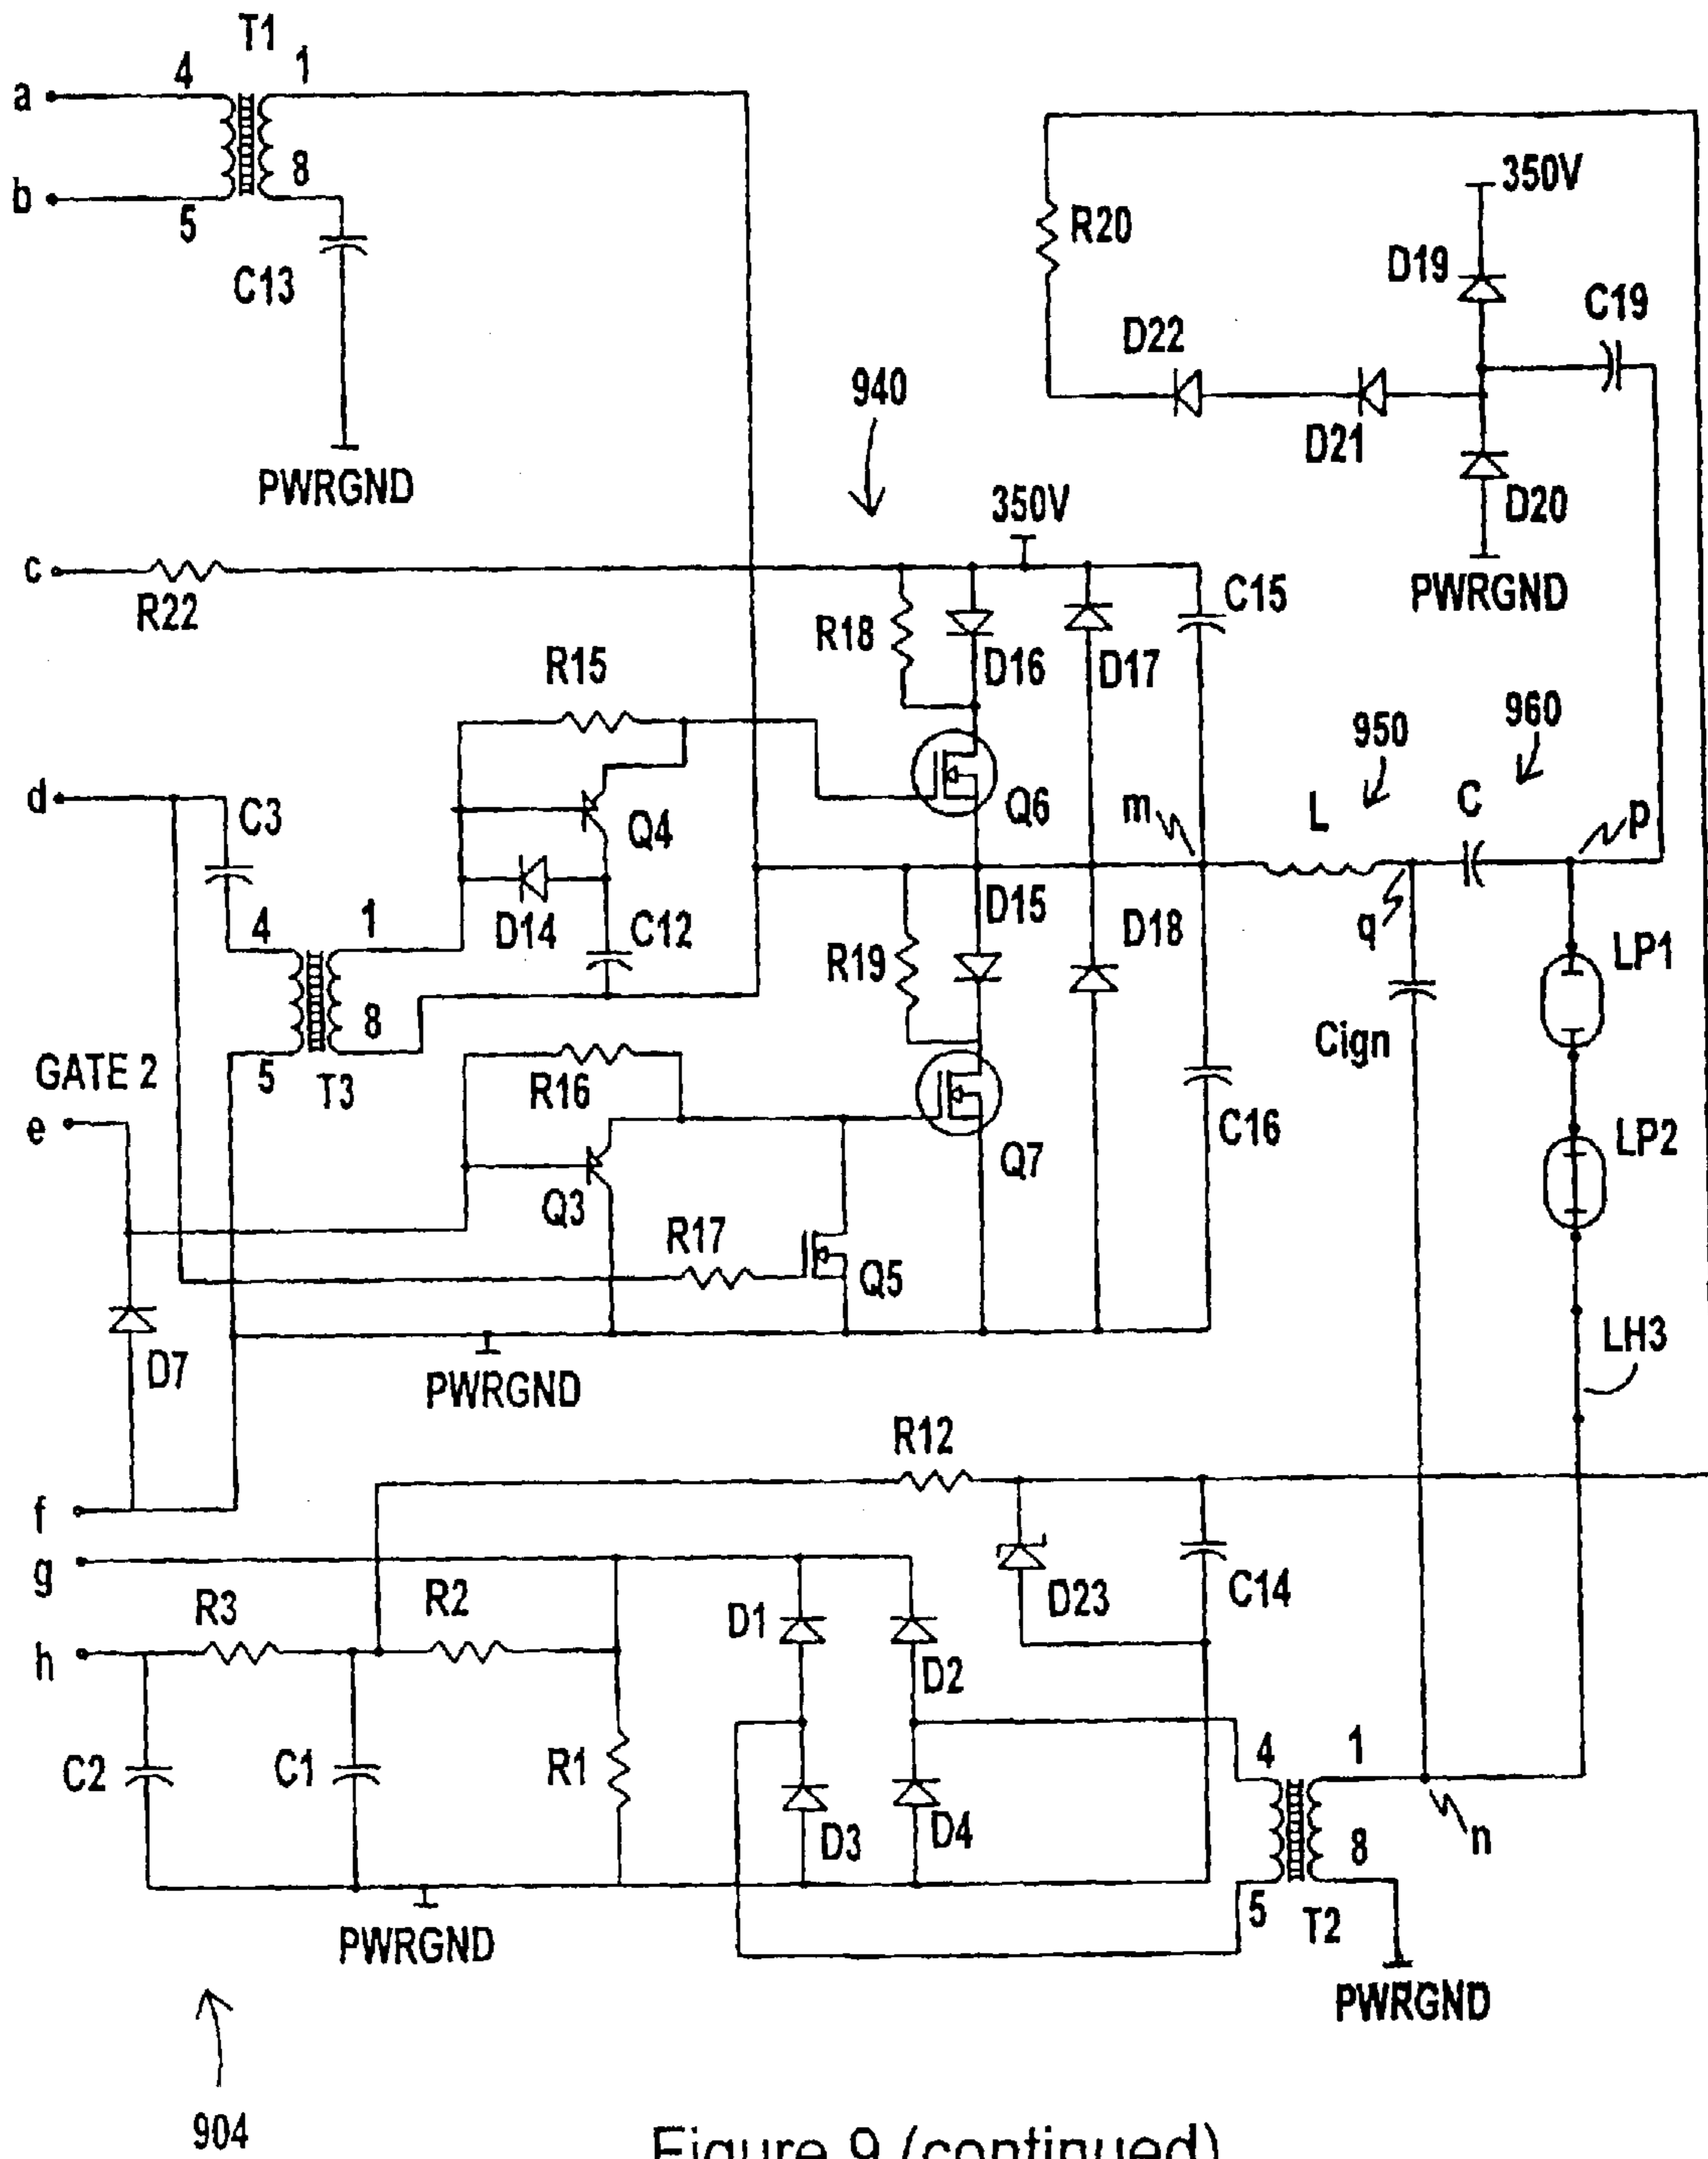 T1
4
1
a
b
5
8
C13
PWRGND
R20
350V
D19
C19
D22
D21
D20
PWRGND
940
350V
c
R22
R18
D16
D17
C15
R15
Q6
950
960
d
C3
Q4
m
L
C
p
q
D14
C12
D15
R19
D18
LP1
4
1
8
5
T3
Cign
GATE 2
e
R16
Q7
C16
LP2
Q3
R17
Q5
D7
PWRGND
LH3
R12
f
g
h
R3
R2
D1
D2
D23
C14
C2
C1
R1
D3
D4
4
1
8
5
T2
n
PWRGND
PWRGND
904
Figure 9 (continued)